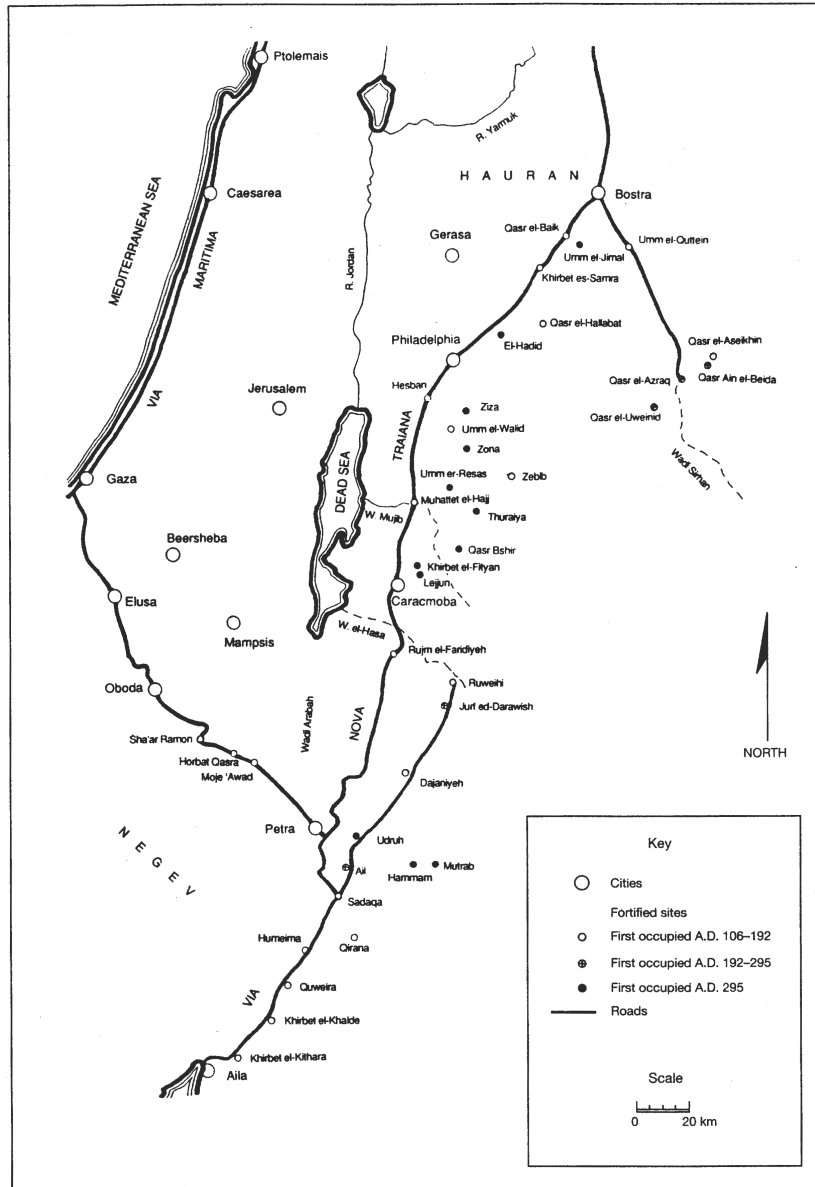 Ptolemais
R. Yarmuk
HAURAN
MEDITERRANEAN SEA
Caesarea
Bostra
Qasr el-Baik
Umm el-Quttein
Gerasa
Umm el-Jimal
MARITIMA
R. Jordan
Khirbet es-Samra
Qasr el-Hallabat
Philadelphia
El-Hadid
Qasr el-Aseikhin
Qasr el-Azraq
Qasr Ain el-Beida
Hesban
VIA
Jerusalem
Ziza
Qasr el-Uweinid
Umm el-Walid
TRAIANA
Zona
Wadi Sirhan
DEAD SEA
Umm er-Resas
Zebib
Gaza
Muhattet el-Hajj
W. Mujib
Thuraiya
Beersheba
Qasr Bshir
Khirbet el-Fityan
Lejjun
Elusa
Caracmoba
Mampsis
W. el-Hasa
Rujm el-Faridiyeh
Oboda
Ruweihi
Jurf ed-Darawish
Wadi Arabah
NOVA
Sha'ar Ramon
Horbat Qasra
Moje 'Awad
Dajaniyeh
NORTH
NEGEV
Petra
Udruh
Ail
Hammam
Mutrab
Sadaqa
Humeima
Qirana
VIA
Quweira
Khirbet el-Khalde
Khirbet el-Kithara
Aila
Key
Cities
Fortified sites
First occupied A.D. 106–192
First occupied A.D. 192–295
First occupied A.D. 295
Roads
Scale
0 20 km